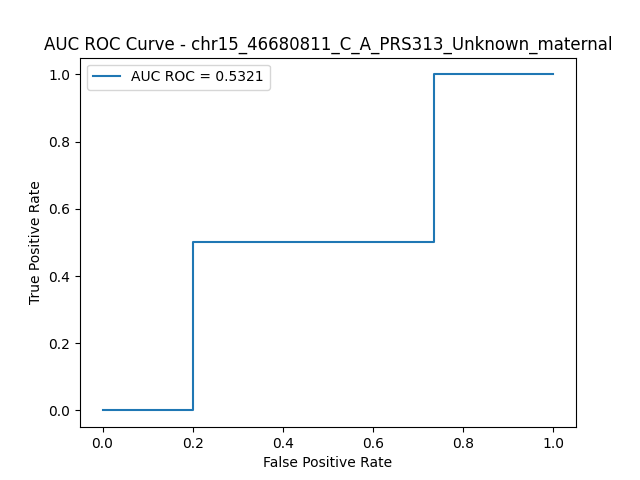 AUC ROC Curve - chr15_46680811_C_A_PRS313_Unknown_maternal
AUC ROC = 0.5321
True Positive Rate
1.0
0.8
0.6
0.4
0.2
0.0
0.0 0.2 0.4 0.6 0.8 1.0
False Positive Rate